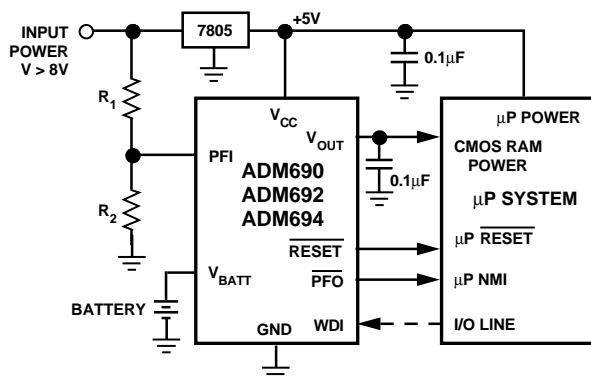 INPUT
POWER
V > 8V
7805
+5V
0.1µF
R1
R2
VCC
VOUT
PFI
ADM690
ADM692
ADM694
0.1µF
RESET
PFO
VBATT
BATTERY
GND
WDI
µP POWER
CMOS RAM
POWER
µP SYSTEM
µP RESET
µP NMI
I/O LINE